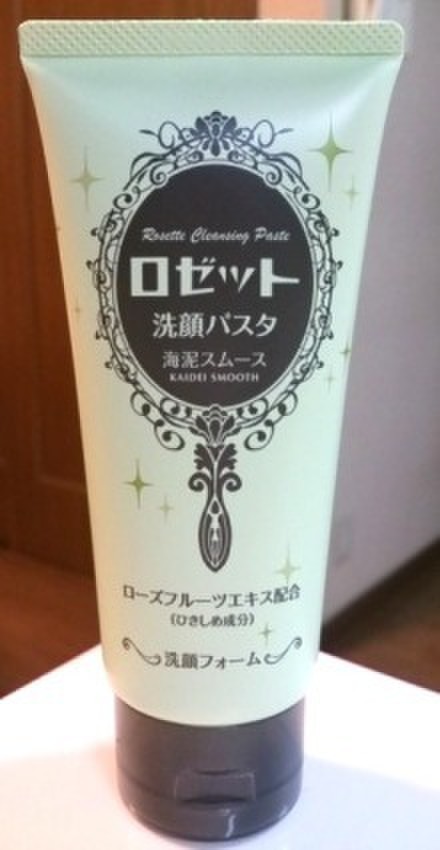 Rosette Cleansing Paste
ロゼット
洗顔パスタ
海泥スムース
KAIDEI SMOOTH
ローズフルーツエキス配合
(ひきしめ成分)
洗顔フォーム